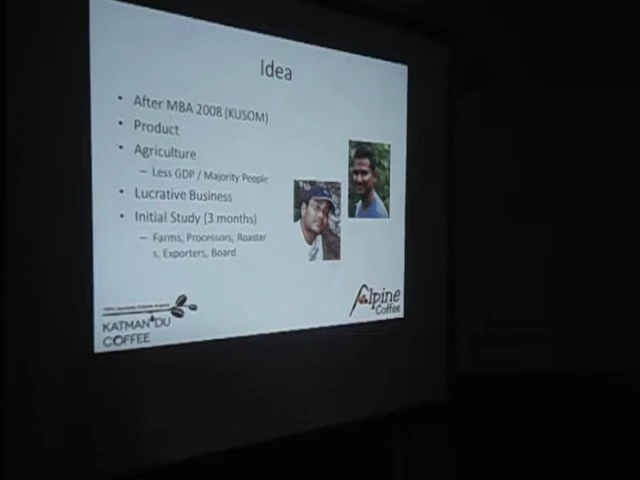 Idea
• After MBA 2008 (KUSOM)
• Product
• Agriculture
– Less GDP / Majority People
• Lucrative Business
• Initial Study (3 months)
– Farms, Processors, Roaster
s, Exporters, Board
KATMANDU
COFFEE
Alpine
Coffee